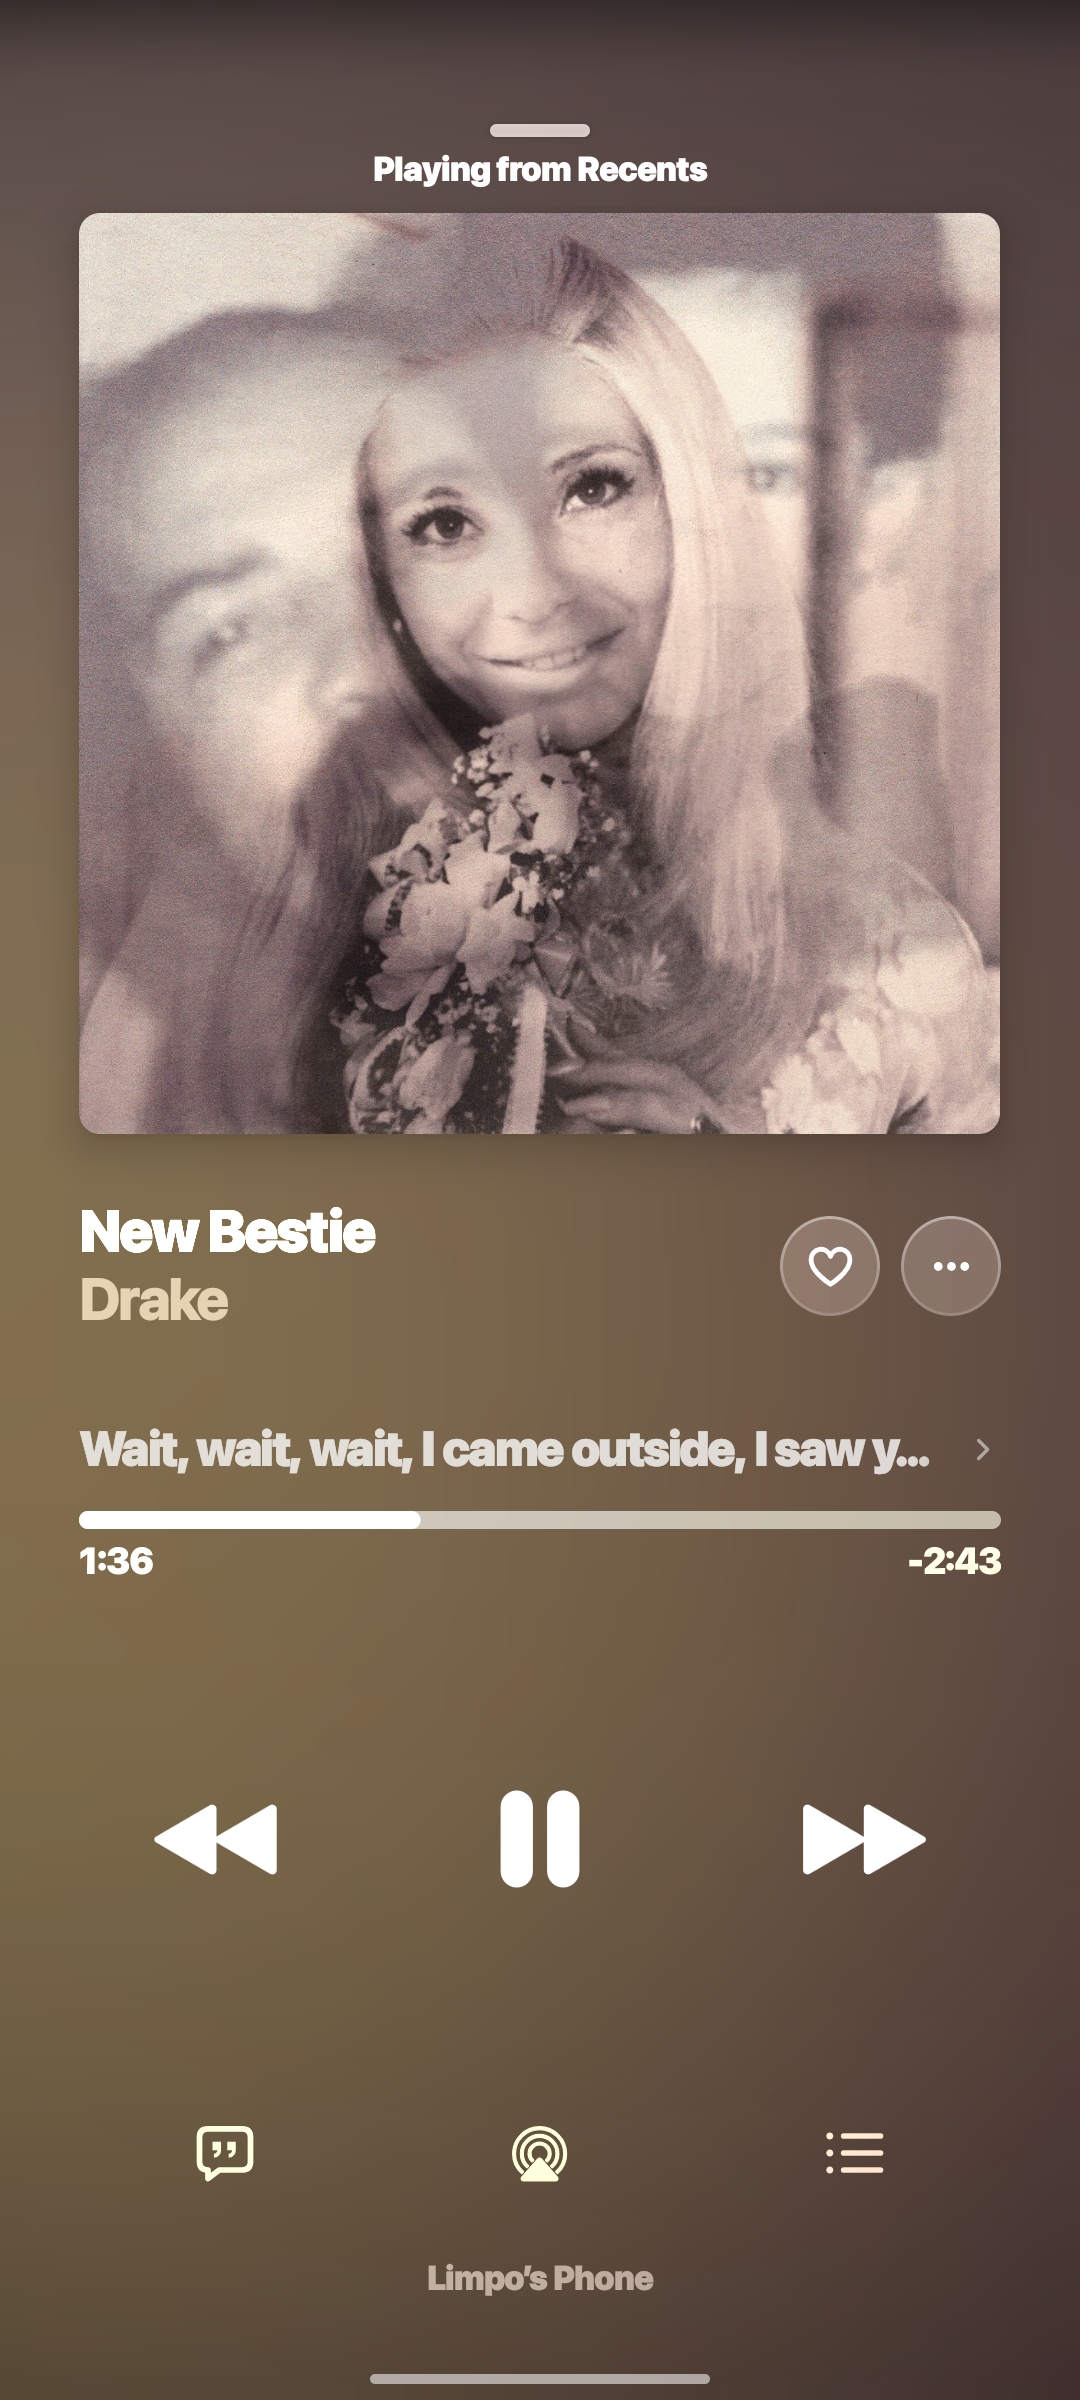 Playing from Recents
New Bestie
Drake
Wait, wait, wait, I came outside, I saw y...
1:36
-2:43
Limpo’s Phone